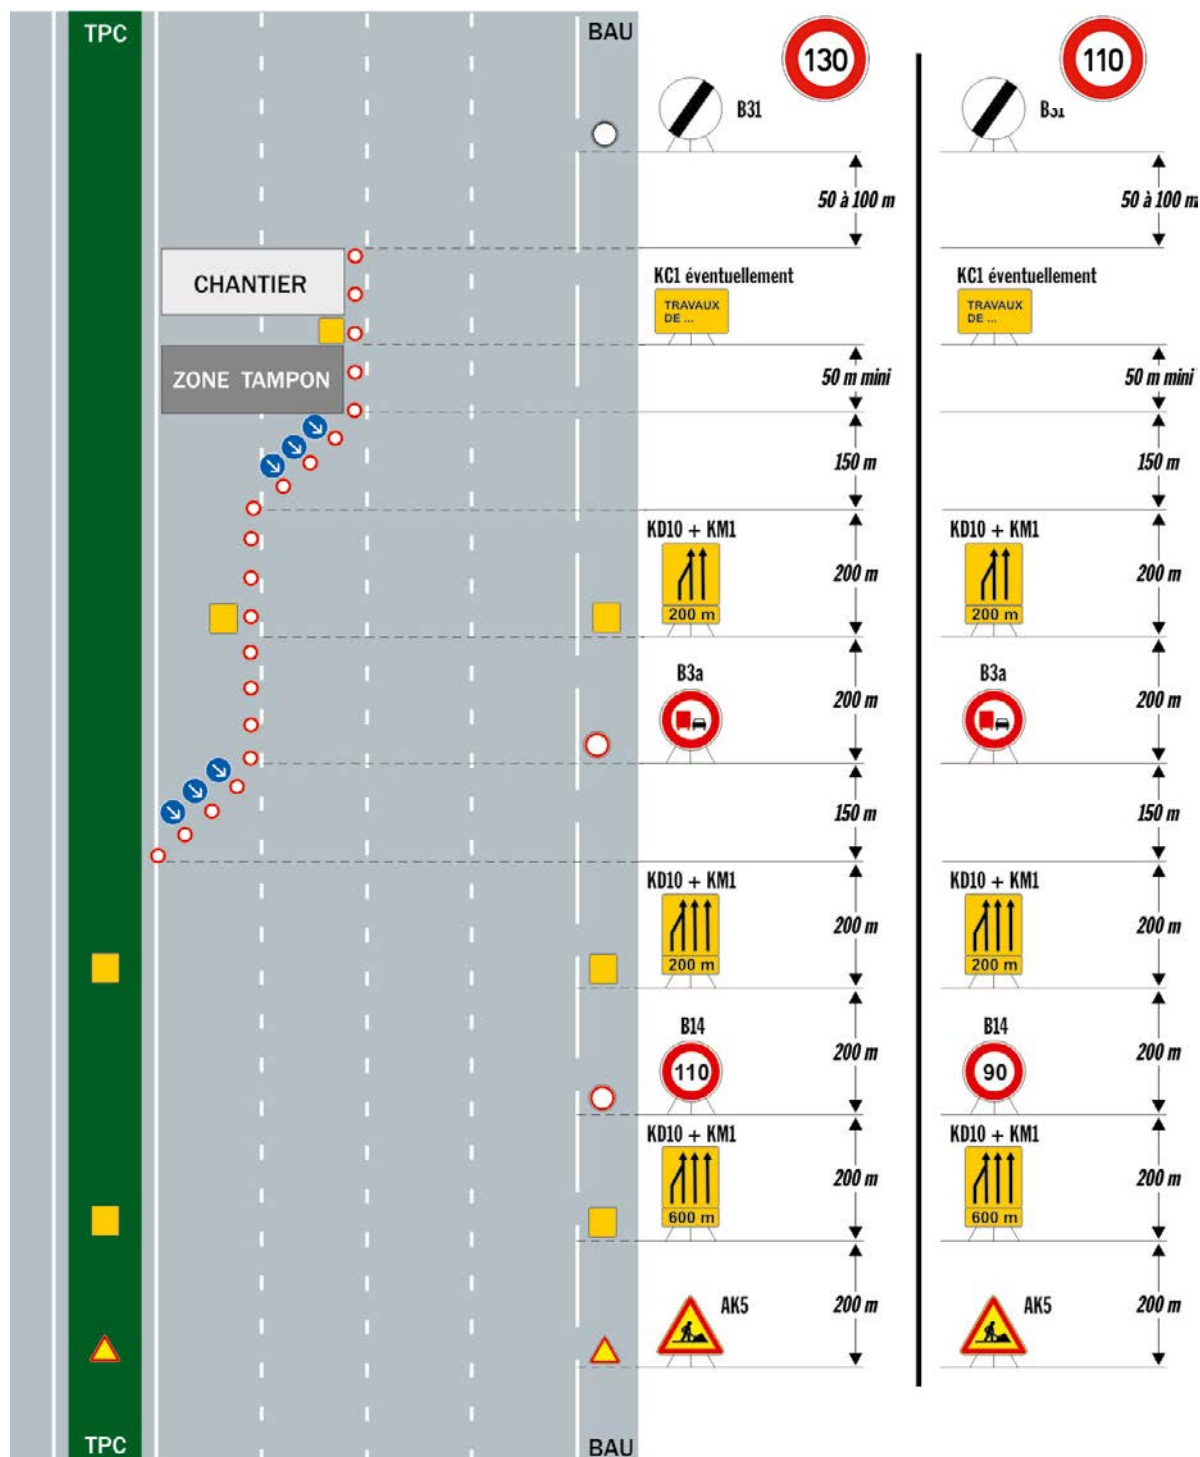 TPC
BAU
130
110
B31
B31
50 à 100 m
50 à 100 m
CHANTIER
KC1 éventuellement
KC1 éventuellement
TRAVAUX
DE ...
TRAVAUX
DE ...
ZONE TAMPON
50 m mini
50 m mini
150 m
150 m
KD10 + KM1
KD10 + KM1
200 m
200 m
200 m
200 m
B3a
B3a
200 m
200 m
150 m
150 m
KD10 + KM1
KD10 + KM1
200 m
200 m
200 m
200 m
B14
B14
110
200 m
90
200 m
KD10 + KM1
KD10 + KM1
200 m
200 m
600 m
600 m
AK5
200 m
AK5
200 m
TPC
BAU